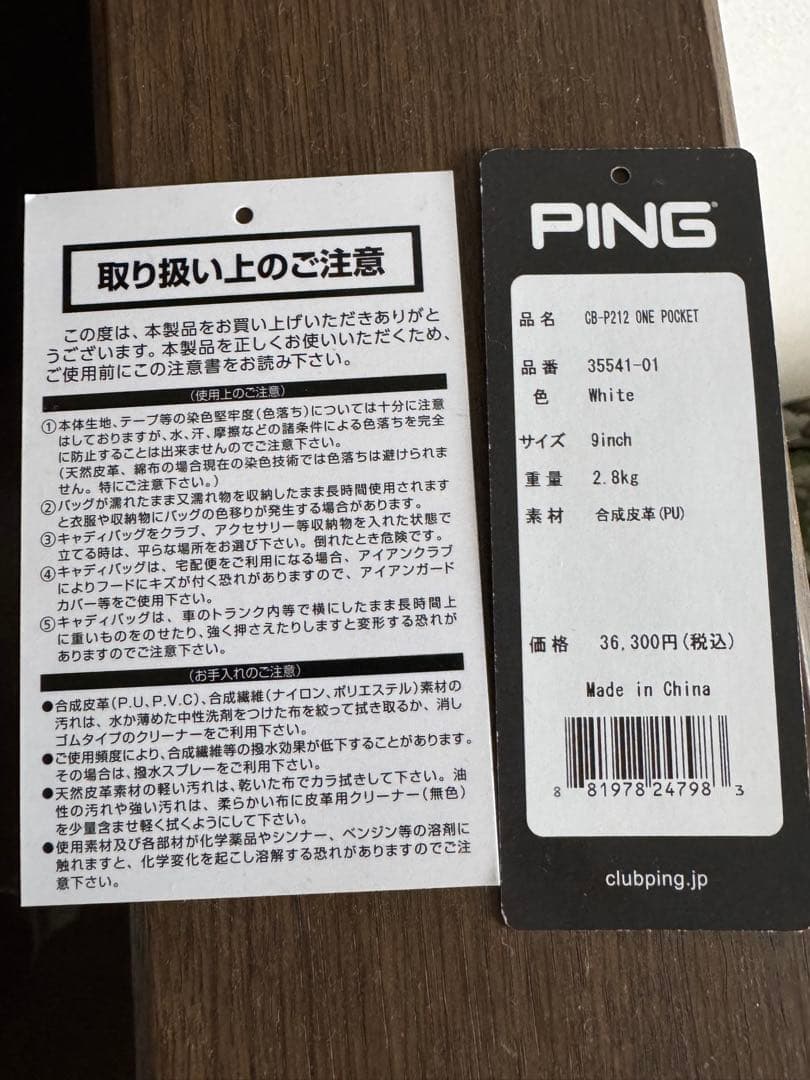 取り扱い上のご注意
この度は、本製品をお買い上げいただきありがと
うございます。本製品を正しくお使いいただくため、
ご使用前にこの注意書をお読み下さい。
(使用上のご注意)
①本体生地、テープ等の染色堅牢度(色落ち)については十分に注意
はしておりますが、水、汗、摩擦などの諸条件による色落ちを完全
に防止することは出来ませんのでご注意下さい。
(天然皮革、綿布の場合現在の染色技術では色落ちは避けられま
せん。特にご注意下さい。)
②バッグが濡れたまま又濡れ物を収納したまま長時間使用されます
と衣服や収納物にバッグの色移りが発生する場合があります。
③キャディバッグをクラブ、アクセサリー等収納物を入れた状態で
立てる時は、平らな場所をお選び下さい。倒れたとき危険です。
④キャディバッグは、宅配便をご利用になる場合、アイアンクラブ
によりフードにキズが付く恐れがありますので、アイアンガード
カバー等をご使用下さい。
⑤キャディバッグは、車のトランク内等で横にしたまま長時間上
に重いものをのせたり、強く押さえたりしますと変形する恐れが
ありますのでご注意下さい。
(お手入れのご注意)
●合成皮革(P.U、P.V.C)、合成繊維(ナイロン、ポリエステル)素材の
汚れは、水か薄めた中性洗剤をつけた布を絞って拭き取るか、消し
ゴムタイプのクリーナーをご利用下さい。
●ご使用頻度により、合成繊維等の撥水効果が低下することがあります。
その場合は、撥水スプレーをご利用下さい。
●天然皮革素材の軽い汚れは、乾いた布でカラ拭きして下さい。油
性の汚れや強い汚れは、柔らかい布に皮革用クリーナー(無色)
を少量含ませ軽く拭くようにして下さい。
●使用素材及び各部材が化学薬品やシンナー、ベンジン等の溶剤に
触れますと、化学変化を起こし溶解する恐れがありますのでご注
意下さい。
PING®
品名 CB-P212 ONE POCKET
品番 35541-01
色 White
サイズ 9inch
重量 2.8kg
素材 合成皮革(PU)
価格 36,300円(税込)
Made in China
8 81978 24798 3
clubping.jp